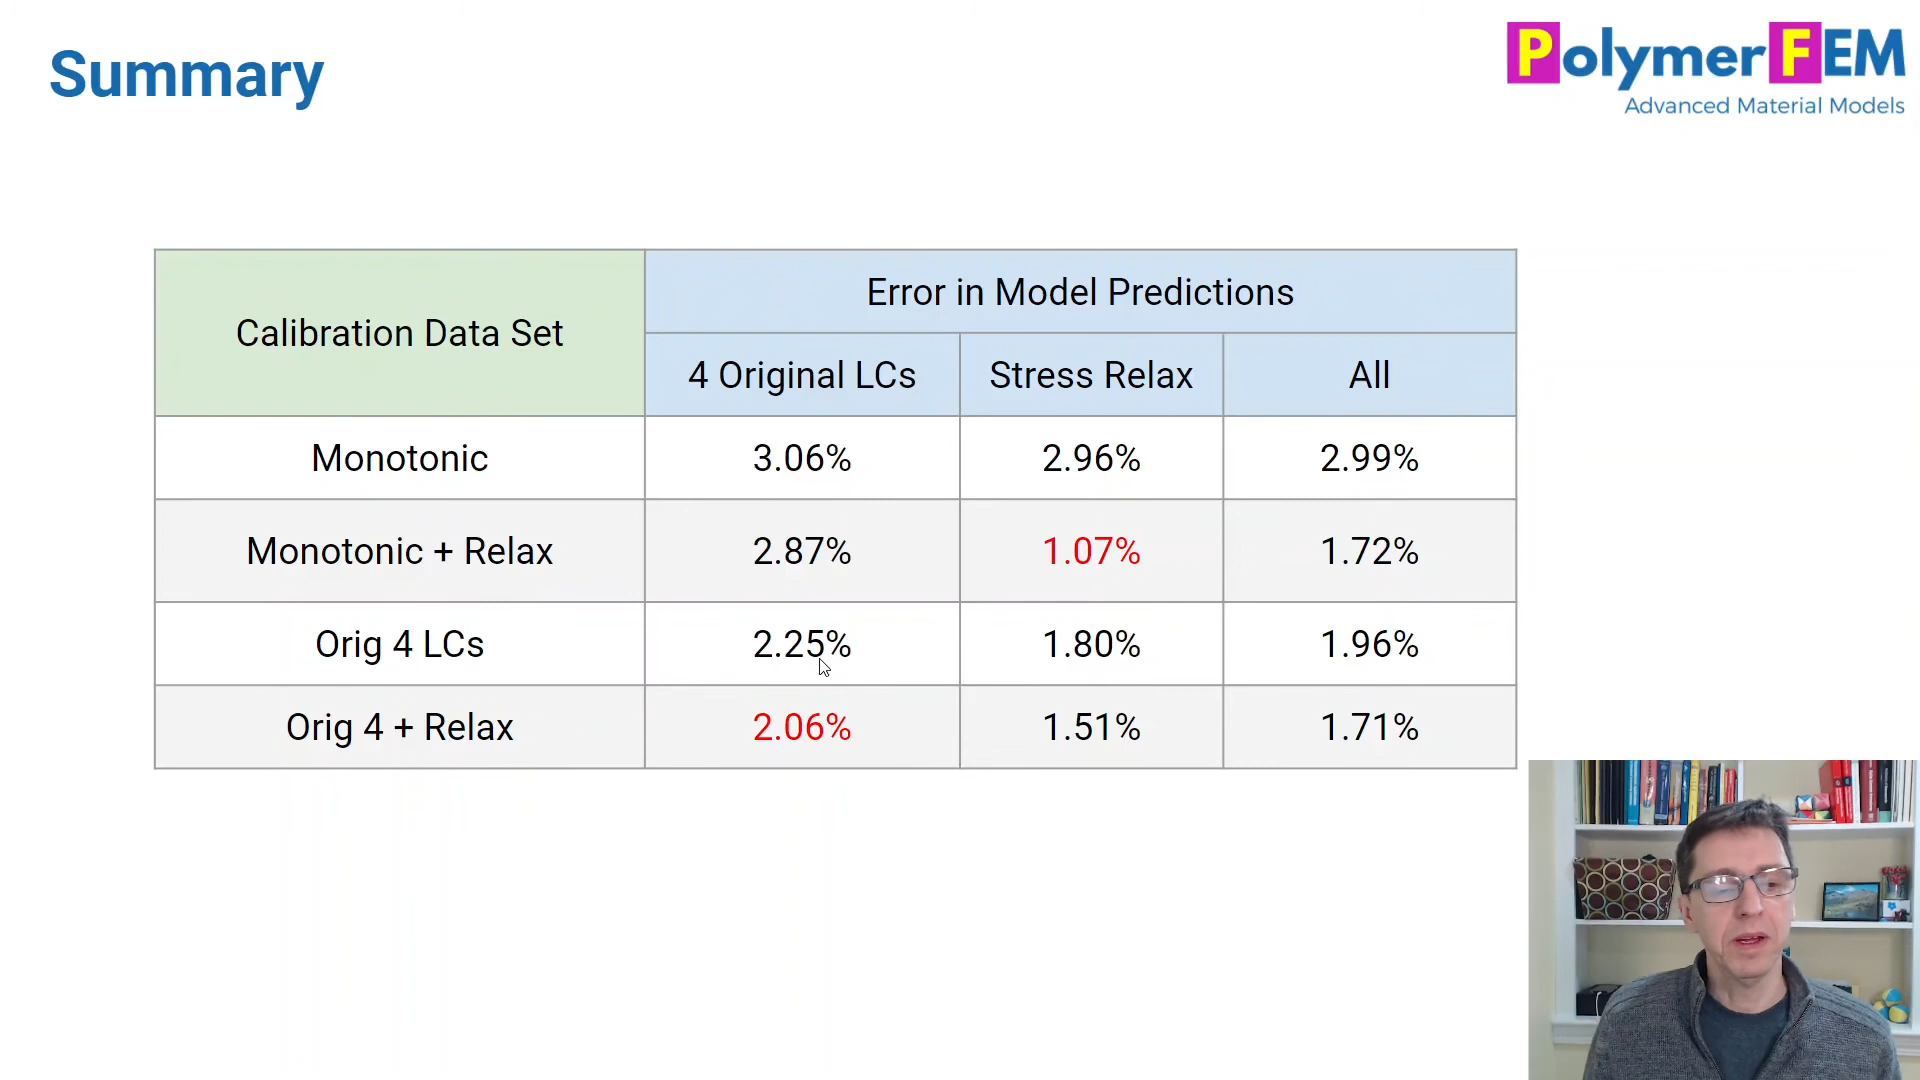 Summary
PolymerFEM
Advanced Material Models
Calibration Data Set
Error in Model Predictions
4 Original LCs Stress Relax All
Monotonic 3.06% 2.96% 2.99%
Monotonic + Relax 2.87% 1.07% 1.72%
Orig 4 LCs 2.25% 1.80% 1.96%
Orig 4 + Relax 2.06% 1.51% 1.71%